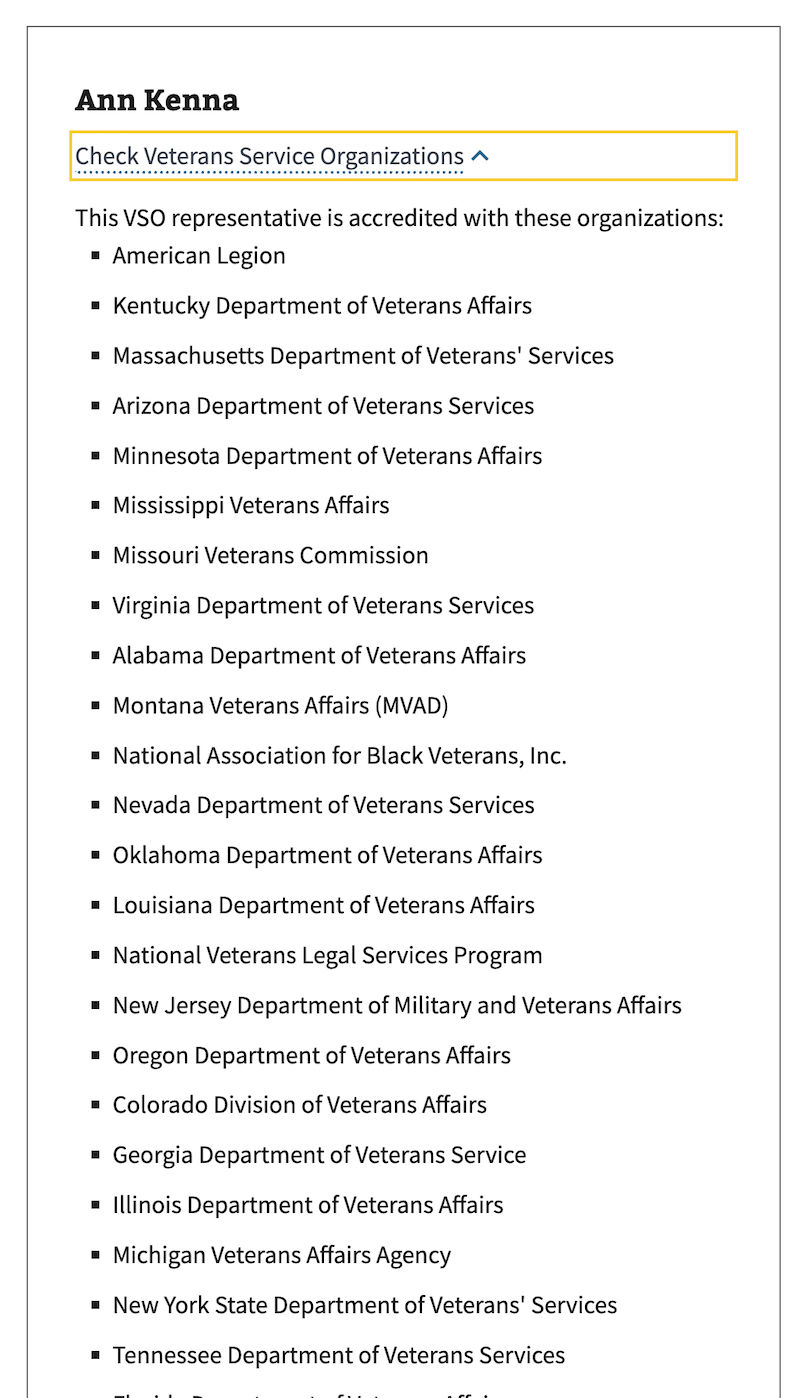 Ann Kenna
Check Veterans Service Organizations
This VSO representative is accredited with these organizations:
American Legion
Kentucky Department of Veterans Affairs
Massachusetts Department of Veterans' Services
Arizona Department of Veterans Services
Minnesota Department of Veterans Affairs
Mississippi Veterans Affairs
Missouri Veterans Commission
Virginia Department of Veterans Services
Alabama Department of Veterans Affairs
Montana Veterans Affairs (MVAD)
National Association for Black Veterans, Inc.
Nevada Department of Veterans Services
Oklahoma Department of Veterans Affairs
Louisiana Department of Veterans Affairs
National Veterans Legal Services Program
New Jersey Department of Military and Veterans Affairs
Oregon Department of Veterans Affairs
Colorado Division of Veterans Affairs
Georgia Department of Veterans Service
Illinois Department of Veterans Affairs
Michigan Veterans Affairs Agency
New York State Department of Veterans' Services
Tennessee Department of Veterans Services